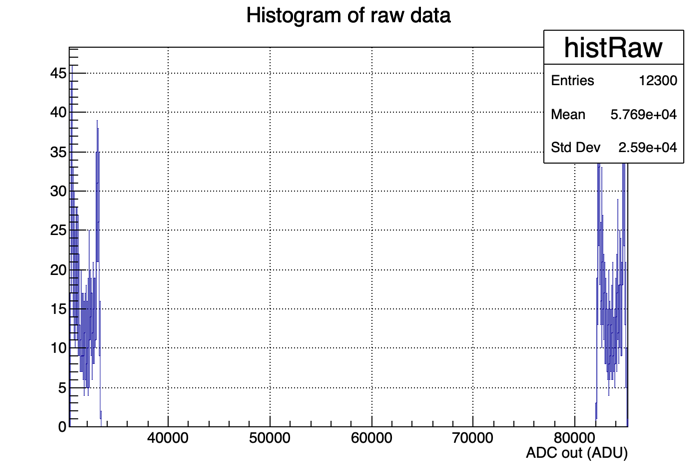 Histogram of raw data
histRaw
Entries 12300
Mean 5.769e+04
Std Dev 2.59e+04
45
40
35
30
25
20
15
10
5
0
40000 50000 60000 70000 80000
ADC out (ADU)